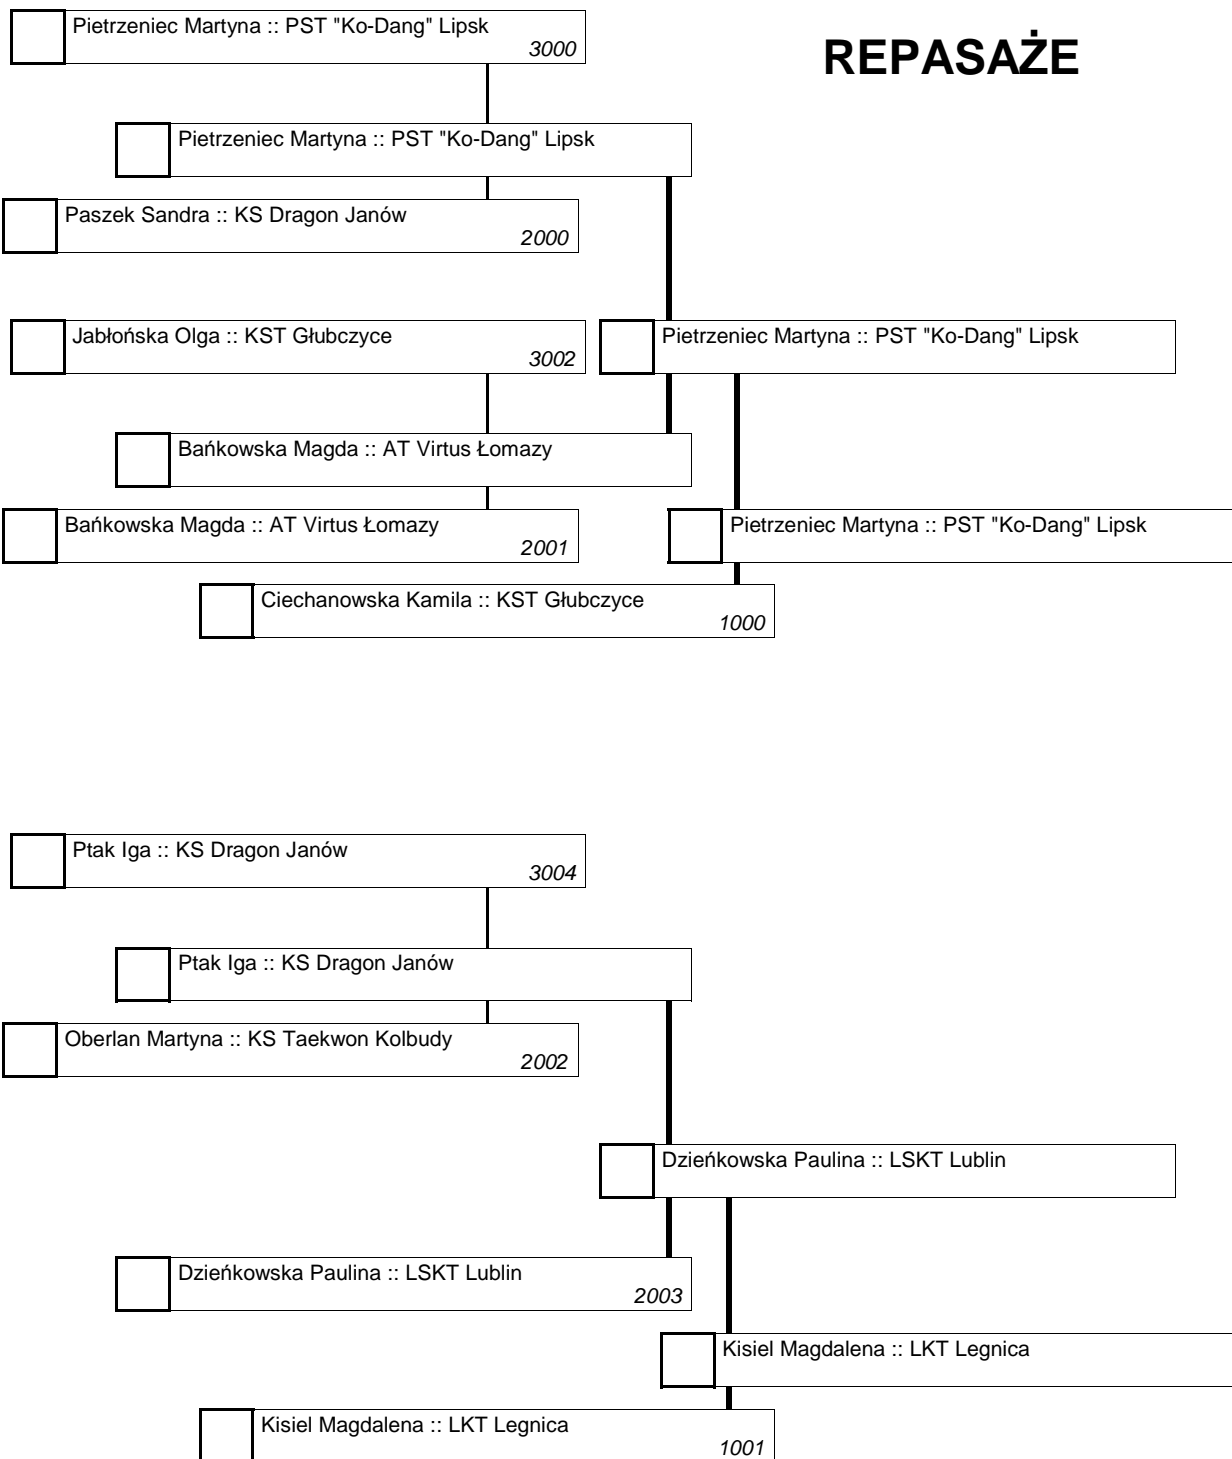 Pietrzeniec Martyna :: PST "Ko-Dang" Lipsk
3000
REPASAŻE
Pietrzeniec Martyna :: PST "Ko-Dang" Lipsk
Paszek Sandra :: KS Dragon Janów
2000
Jabłońska Olga :: KST Głubczyce
3002
Pietrzeniec Martyna :: PST "Ko-Dang" Lipsk
Bańkowska Magda :: AT Virtus Łomazy
Bańkowska Magda :: AT Virtus Łomazy
2001
Pietrzeniec Martyna :: PST "Ko-Dang" Lipsk
Ciechanowska Kamila :: KST Głubczyce
1000
Ptak Iga :: KS Dragon Janów
3004
Ptak Iga :: KS Dragon Janów
Oberlan Martyna :: KS Taekwon Kolbudy
2002
Dzieńkowska Paulina :: LSKT Lublin
Dzieńkowska Paulina :: LSKT Lublin
2003
Kisiel Magdalena :: LKT Legnica
Kisiel Magdalena :: LKT Legnica
1001